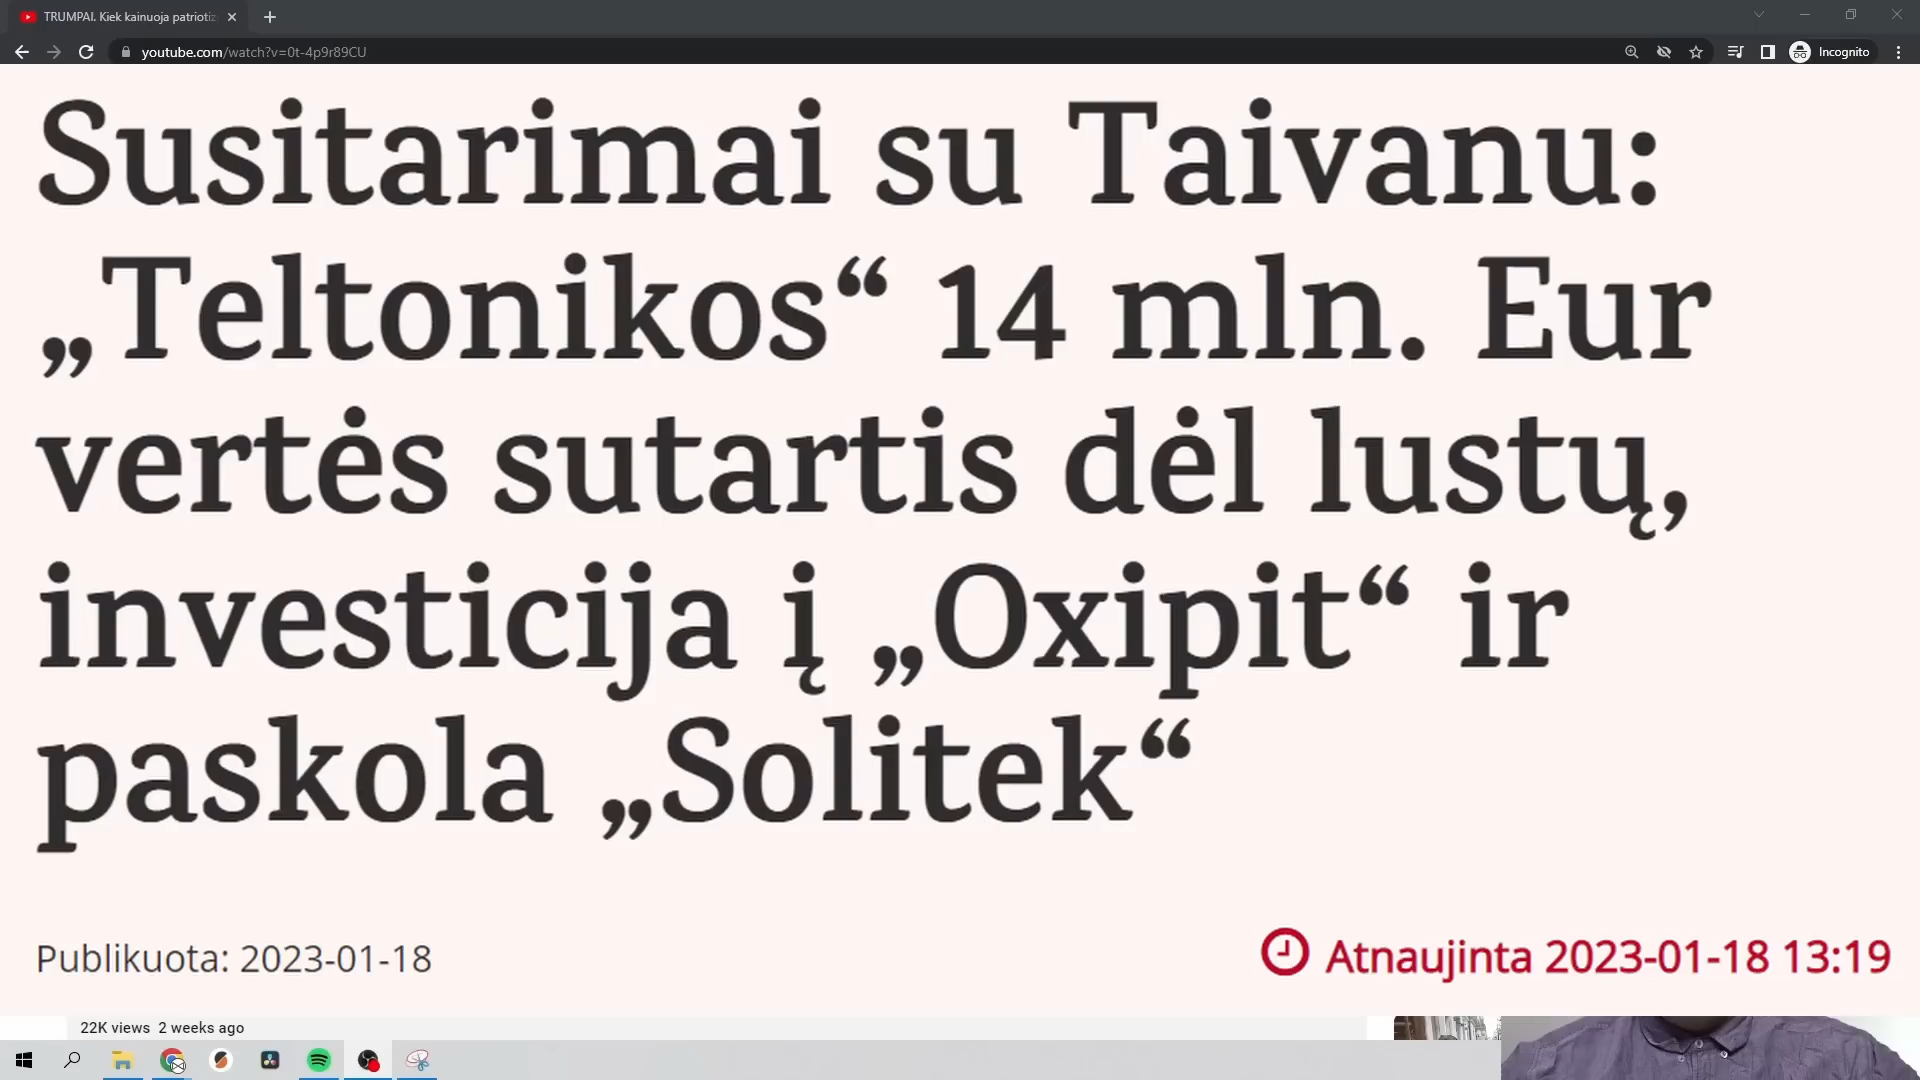 TRUMPAI. Kiek kainuoja patriotiz
youtube.com/watch?v=0t-4p9r89CU
Incognito
Susitarimai su Taivanu:
„Teltonikos“ 14 mln. Eur
vertės sutartis dėl lustų,
investicija į „Oxipit“ ir
paskola „Solitek“
Publikuota: 2023-01-18
Atnaujinta 2023-01-18 13:19
22K views 2 weeks ago